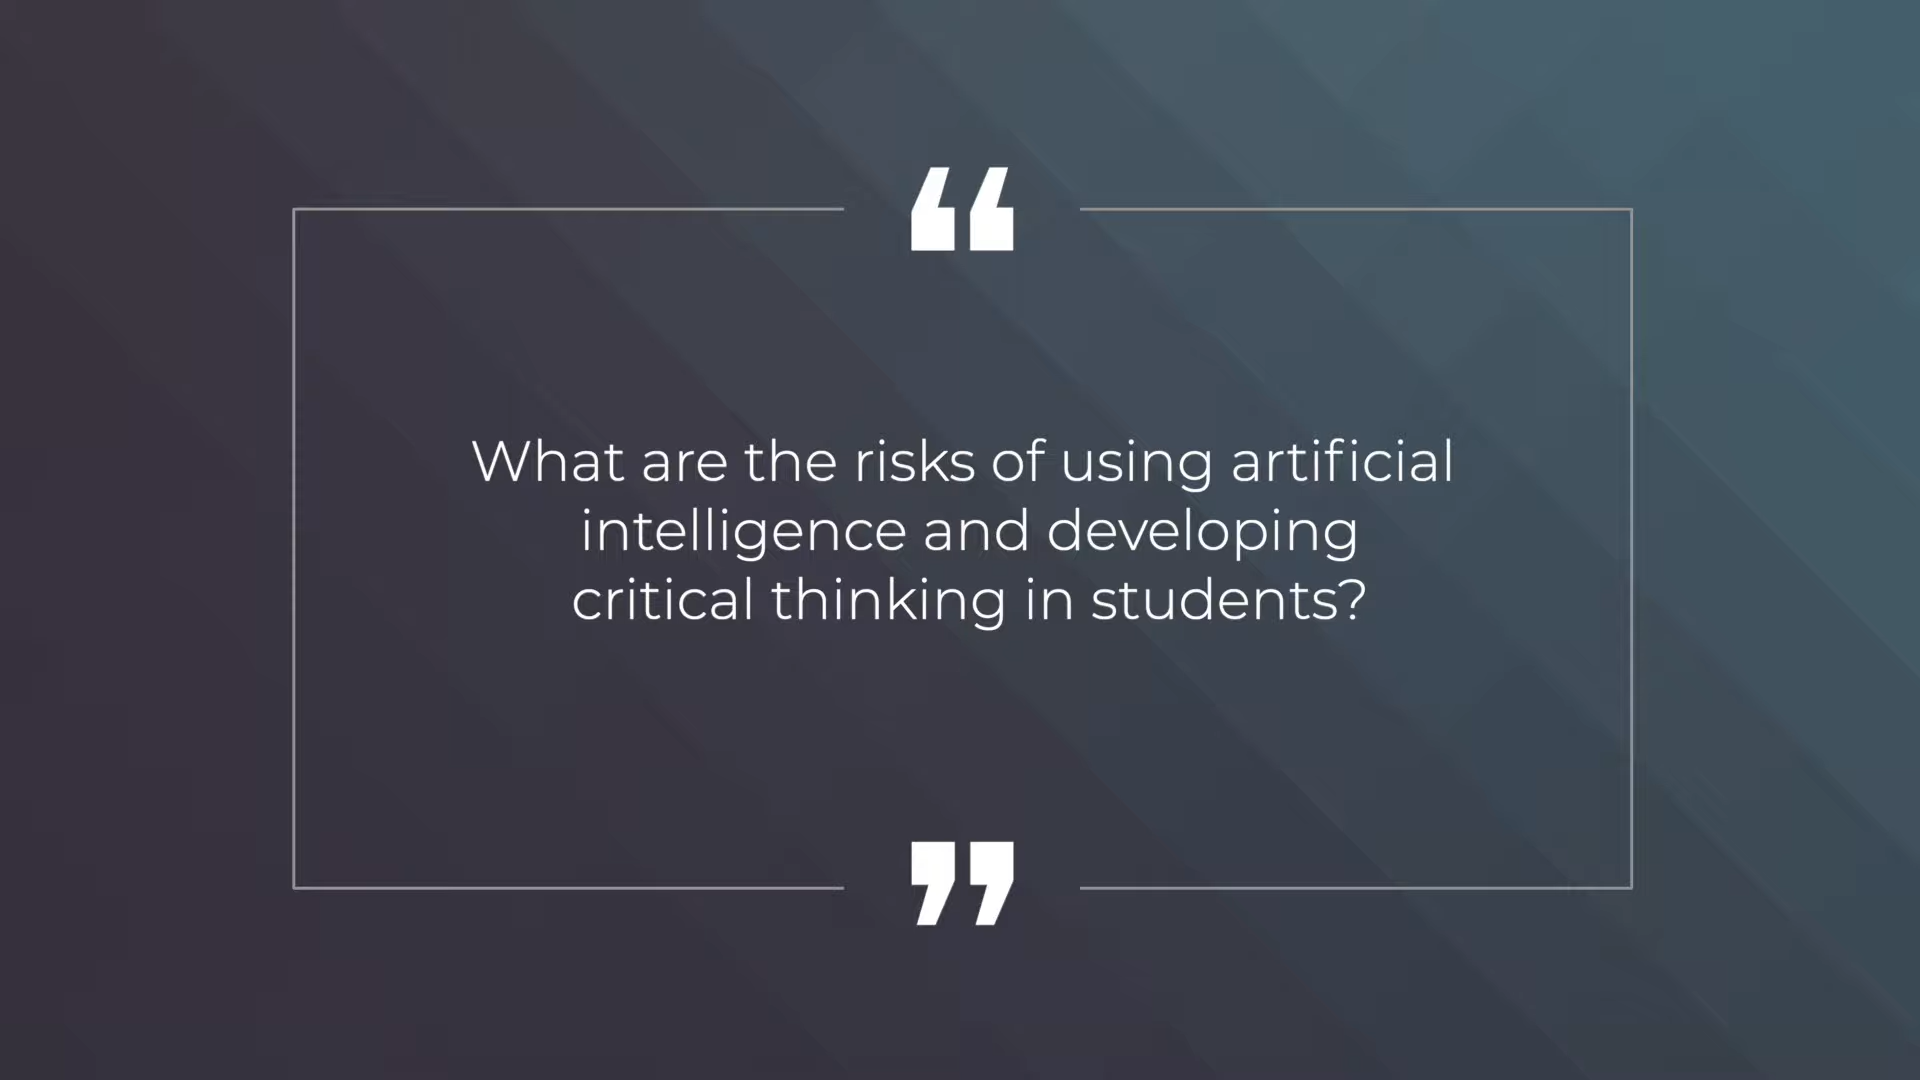 “
What are the risks of using artificial
intelligence and developing
critical thinking in students?
”